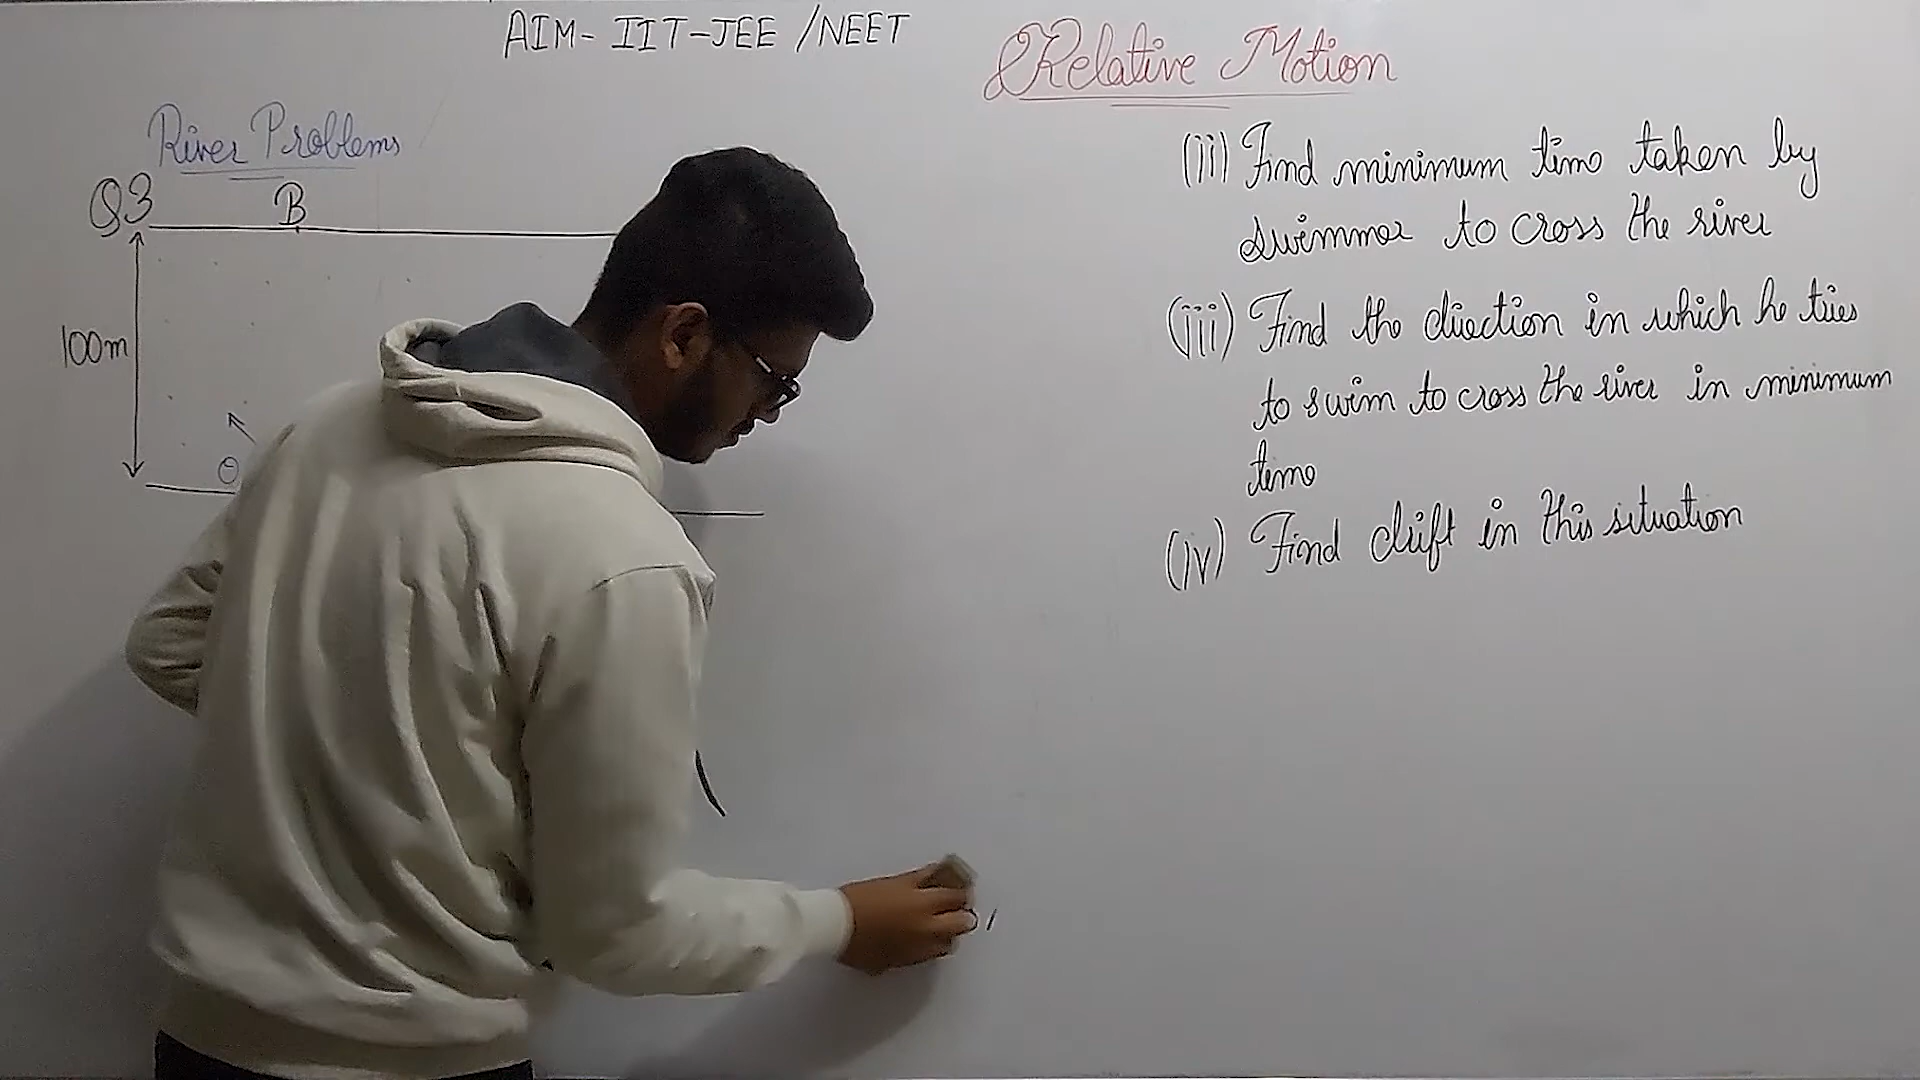 AIM- IIT-JEE /NEET
Relative Motion
River Problems
Q3
B
100m
θ
(ii) Find minimum time taken by
swimmer to cross the river
(iii) Find the direction in which he tries
to swim to cross the river in minimum
time
(iv) Find drift in this situation